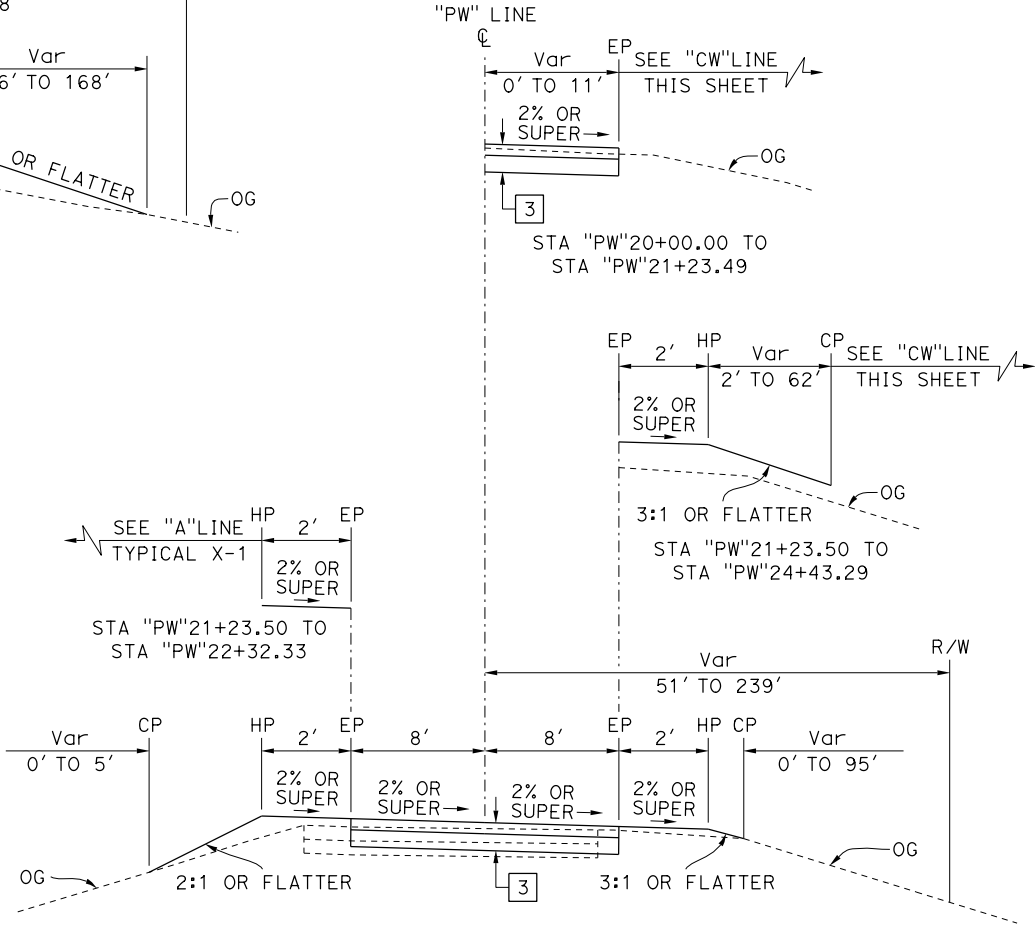 8
Var
6' TO 168'
OR FLATTER
OG
"PW" LINE
℄
Var
0' TO 11'
EP
SEE "CW"LINE
THIS SHEET
2% OR
SUPER
OG
3
STA "PW"20+00.00 TO
STA "PW"21+23.49
EP
2'
HP
Var
2' TO 62'
CP
SEE "CW"LINE
THIS SHEET
2% OR
SUPER
3:1 OR FLATTER
OG
STA "PW"21+23.50 TO
STA "PW"24+43.29
SEE "A"LINE
TYPICAL X-1
HP
2'
EP
2% OR
SUPER
STA "PW"21+23.50 TO
STA "PW"22+32.33
Var
51' TO 239'
R/W
Var
0' TO 5'
CP
HP
2'
EP
8'
8'
EP
2'
HP
CP
Var
0' TO 95'
2% OR
SUPER
2% OR
SUPER
2% OR
SUPER
2% OR
SUPER
OG
2:1 OR FLATTER
3
3:1 OR FLATTER
OG